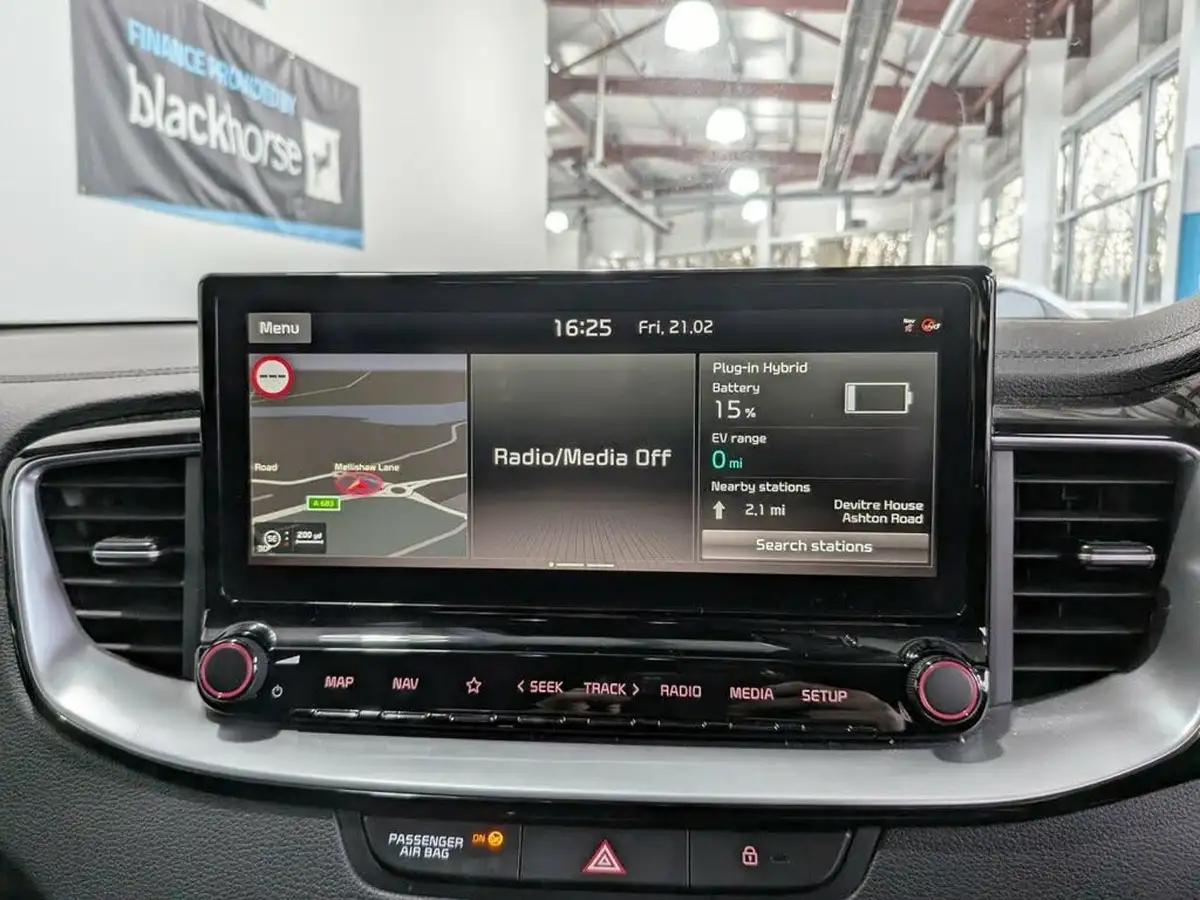 FINANCE PROVIDED BY
blackhorse
Menu
16:25 Fri, 21.02
Road
Mellishaw Lane
A 683
SE
200 yd
3D
Radio/Media Off
Plug-in Hybrid
Battery
15 %
EV range
0 mi
Nearby stations
2.1 mi
Devitre House
Ashton Road
Search stations
MAP NAV < SEEK TRACK > RADIO MEDIA SETUP
PASSENGER
AIR BAG
ON